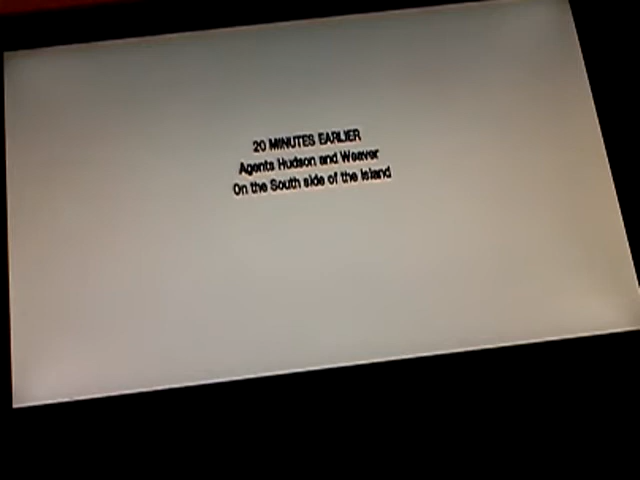 20 MINUTES EARLIER
Agents Hudson and Weaver
On the South side of the Island